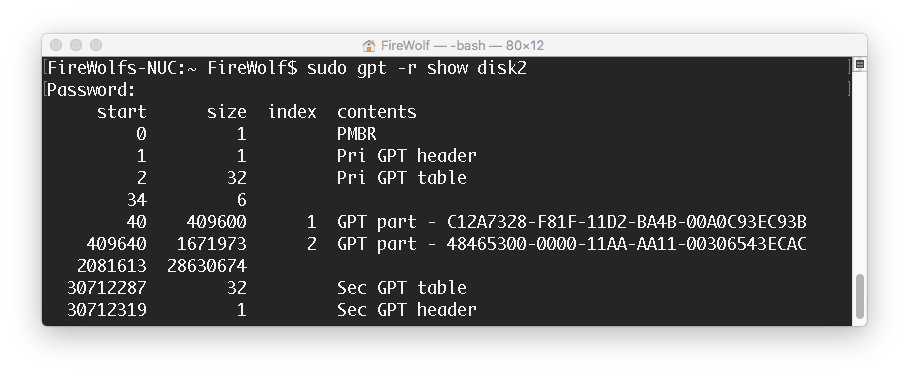 FireWolf — -bash — 80×12
FireWolfs-NUC:~ FireWolf$ sudo gpt -r show disk2
Password:
start size index contents
0 1 PMBR
1 1 Pri GPT header
2 32 Pri GPT table
34 6
40 409600 1 GPT part - C12A7328-F81F-11D2-BA4B-00A0C93EC93B
409640 1671973 2 GPT part - 48465300-0000-11AA-AA11-00306543ECAC
2081613 28630674
30712287 32 Sec GPT table
30712319 1 Sec GPT header